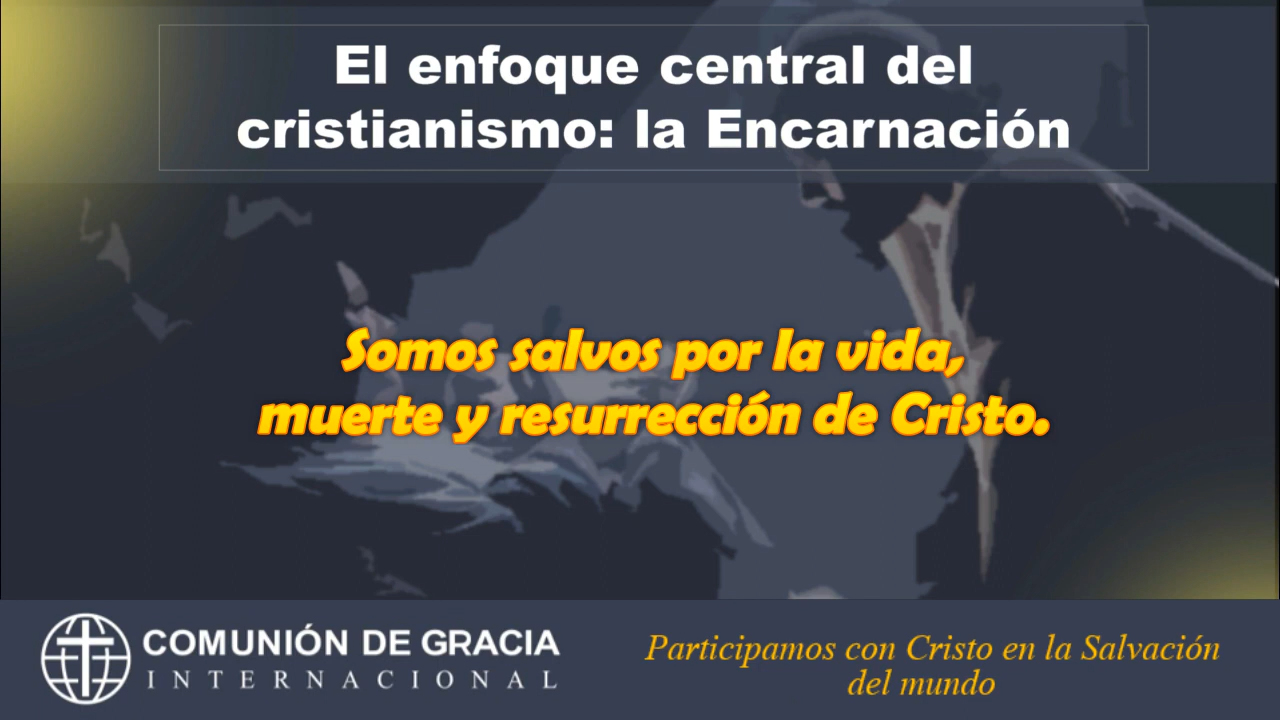 El enfoque central del
cristianismo: la Encarnación
Somos salvos por la vida,
muerte y resurrección de Cristo.
COMUNIÓN DE GRACIA
INTERNACIONAL
Participamos con Cristo en la Salvación
del mundo